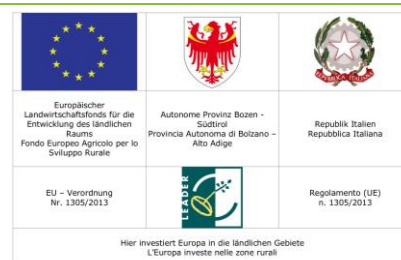 Europäischer
Landwirtschaftsfonds für die
Entwicklung des ländlichen
Raums
Fondo Europeo Agricolo per lo
Sviluppo Rurale
Autonome Provinz Bozen -
Südtirol
Provincia Autonoma di Bolzano –
Alto Adige
Republik Italien
Repubblica Italiana
EU – Verordnung
Nr. 1305/2013
LEADER
Regolamento (UE)
n. 1305/2013
Hier investiert Europa in die ländlichen Gebiete
L'Europa investe nelle zone rurali